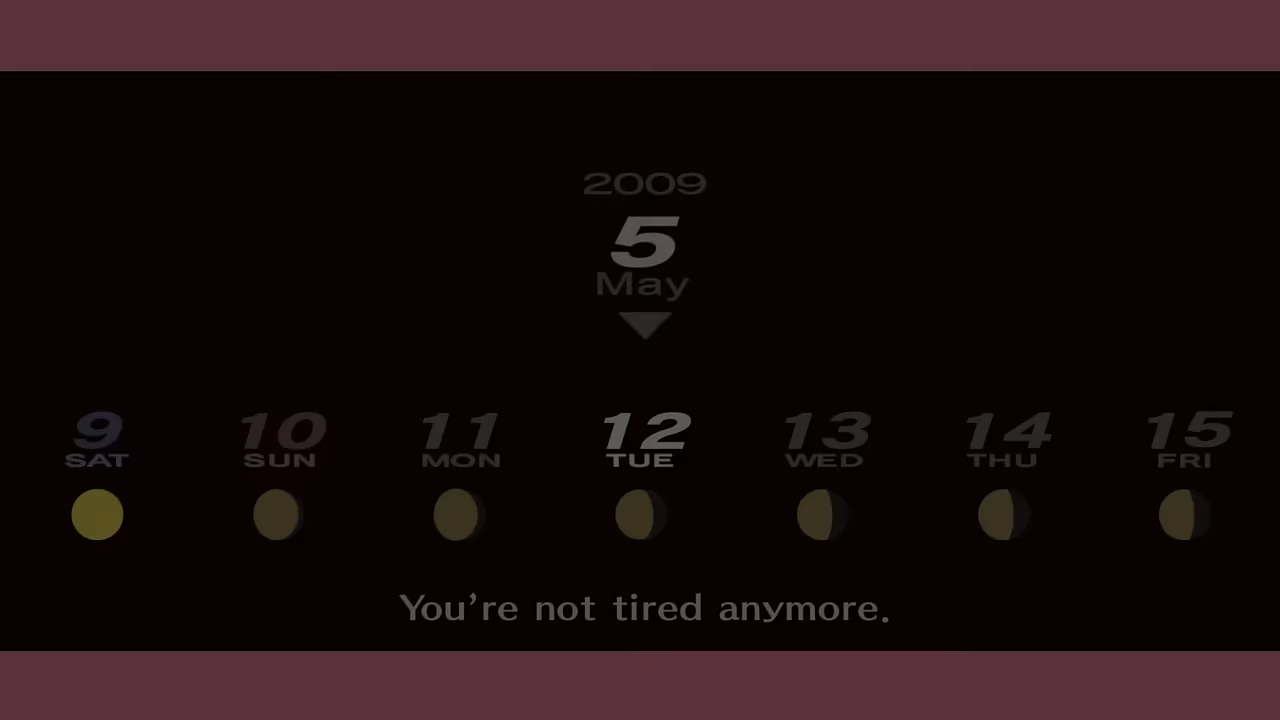 2009
5
May
9 10 11 12 13 14 15
SAT SUN MON TUE WED THU FRI
You're not tired anymore.